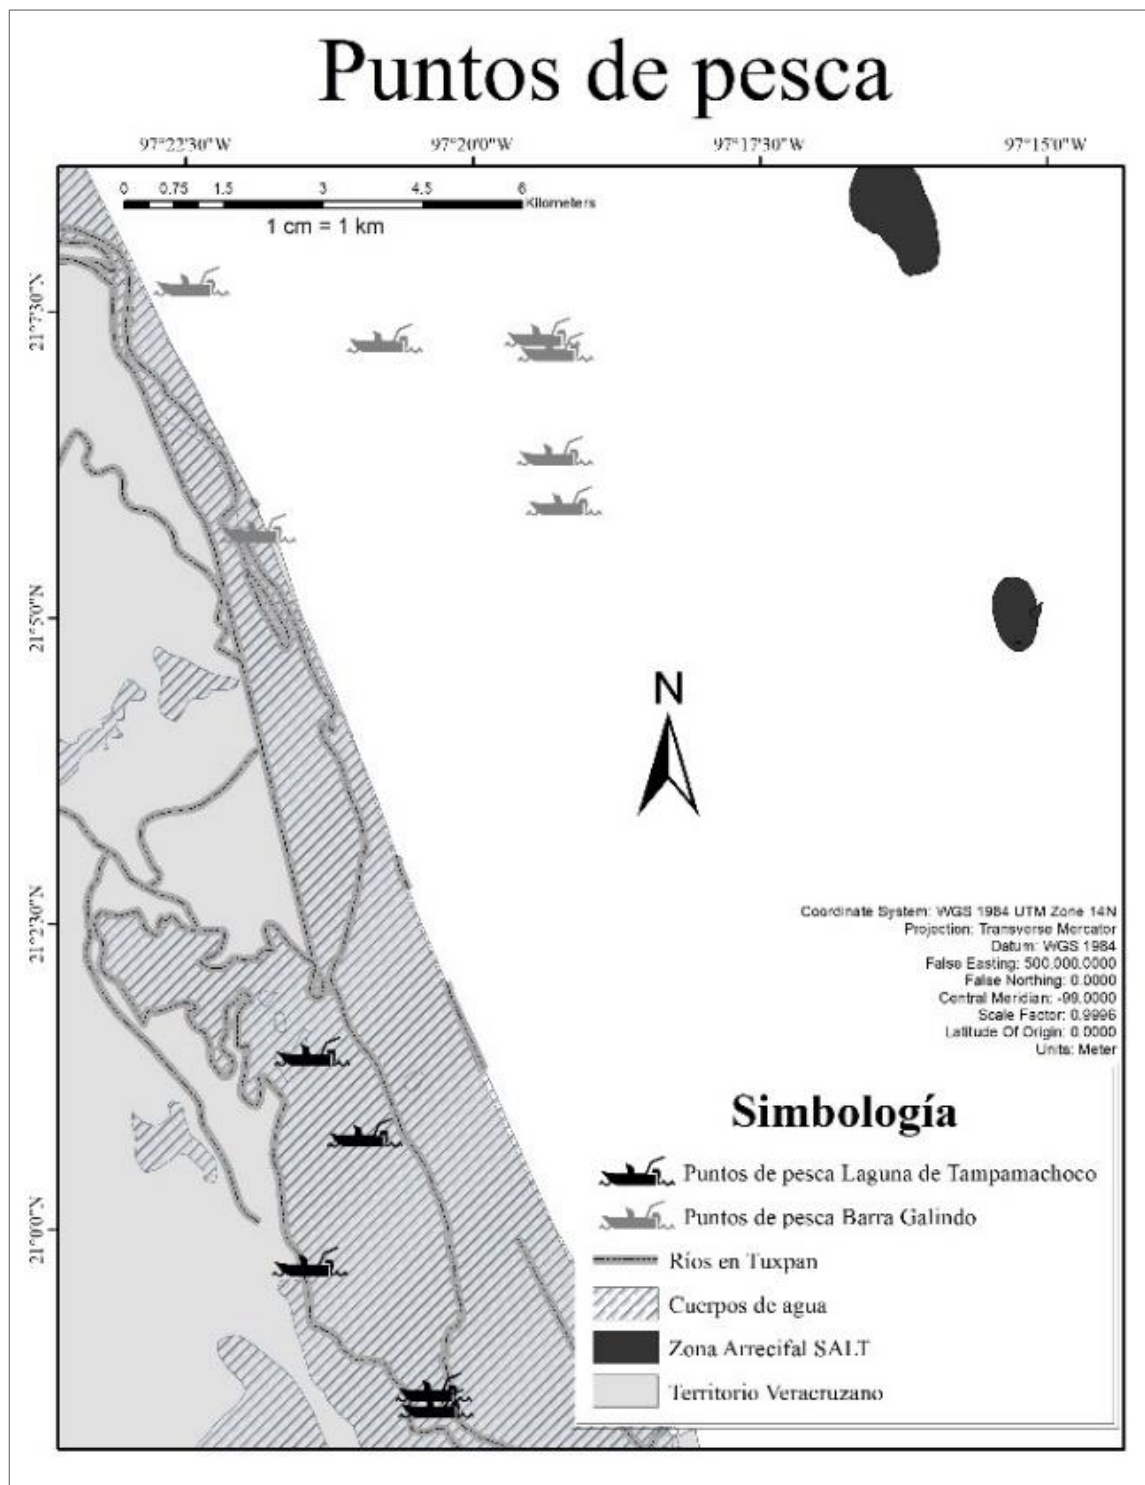 Puntos de pesca
97°22'30"W 97°20'0"W 97°17'30"W 97°15'0"W
0 0.75 1.5 3 4.5 6
Kilometers
1 cm = 1 km
21°7'30"N
21°5'0"N
21°2'30"N
21°0'0"N
N
Coordinate System: WGS 1984 UTM Zone 14N
Projection: Transverse Mercator
Datum: WGS 1984
False Easting: 500,000.0000
False Northing: 0.0000
Central Meridian: -99.0000
Scale Factor: 0.9996
Latitude Of Origin: 0.0000
Units: Meter
Simbología
Puntos de pesca Laguna de Tampamachoco
Puntos de pesca Barra Galindo
Ríos en Tuxpan
Cuerpos de agua
Zona Arrecifal SALT
Territorio Veracruzano